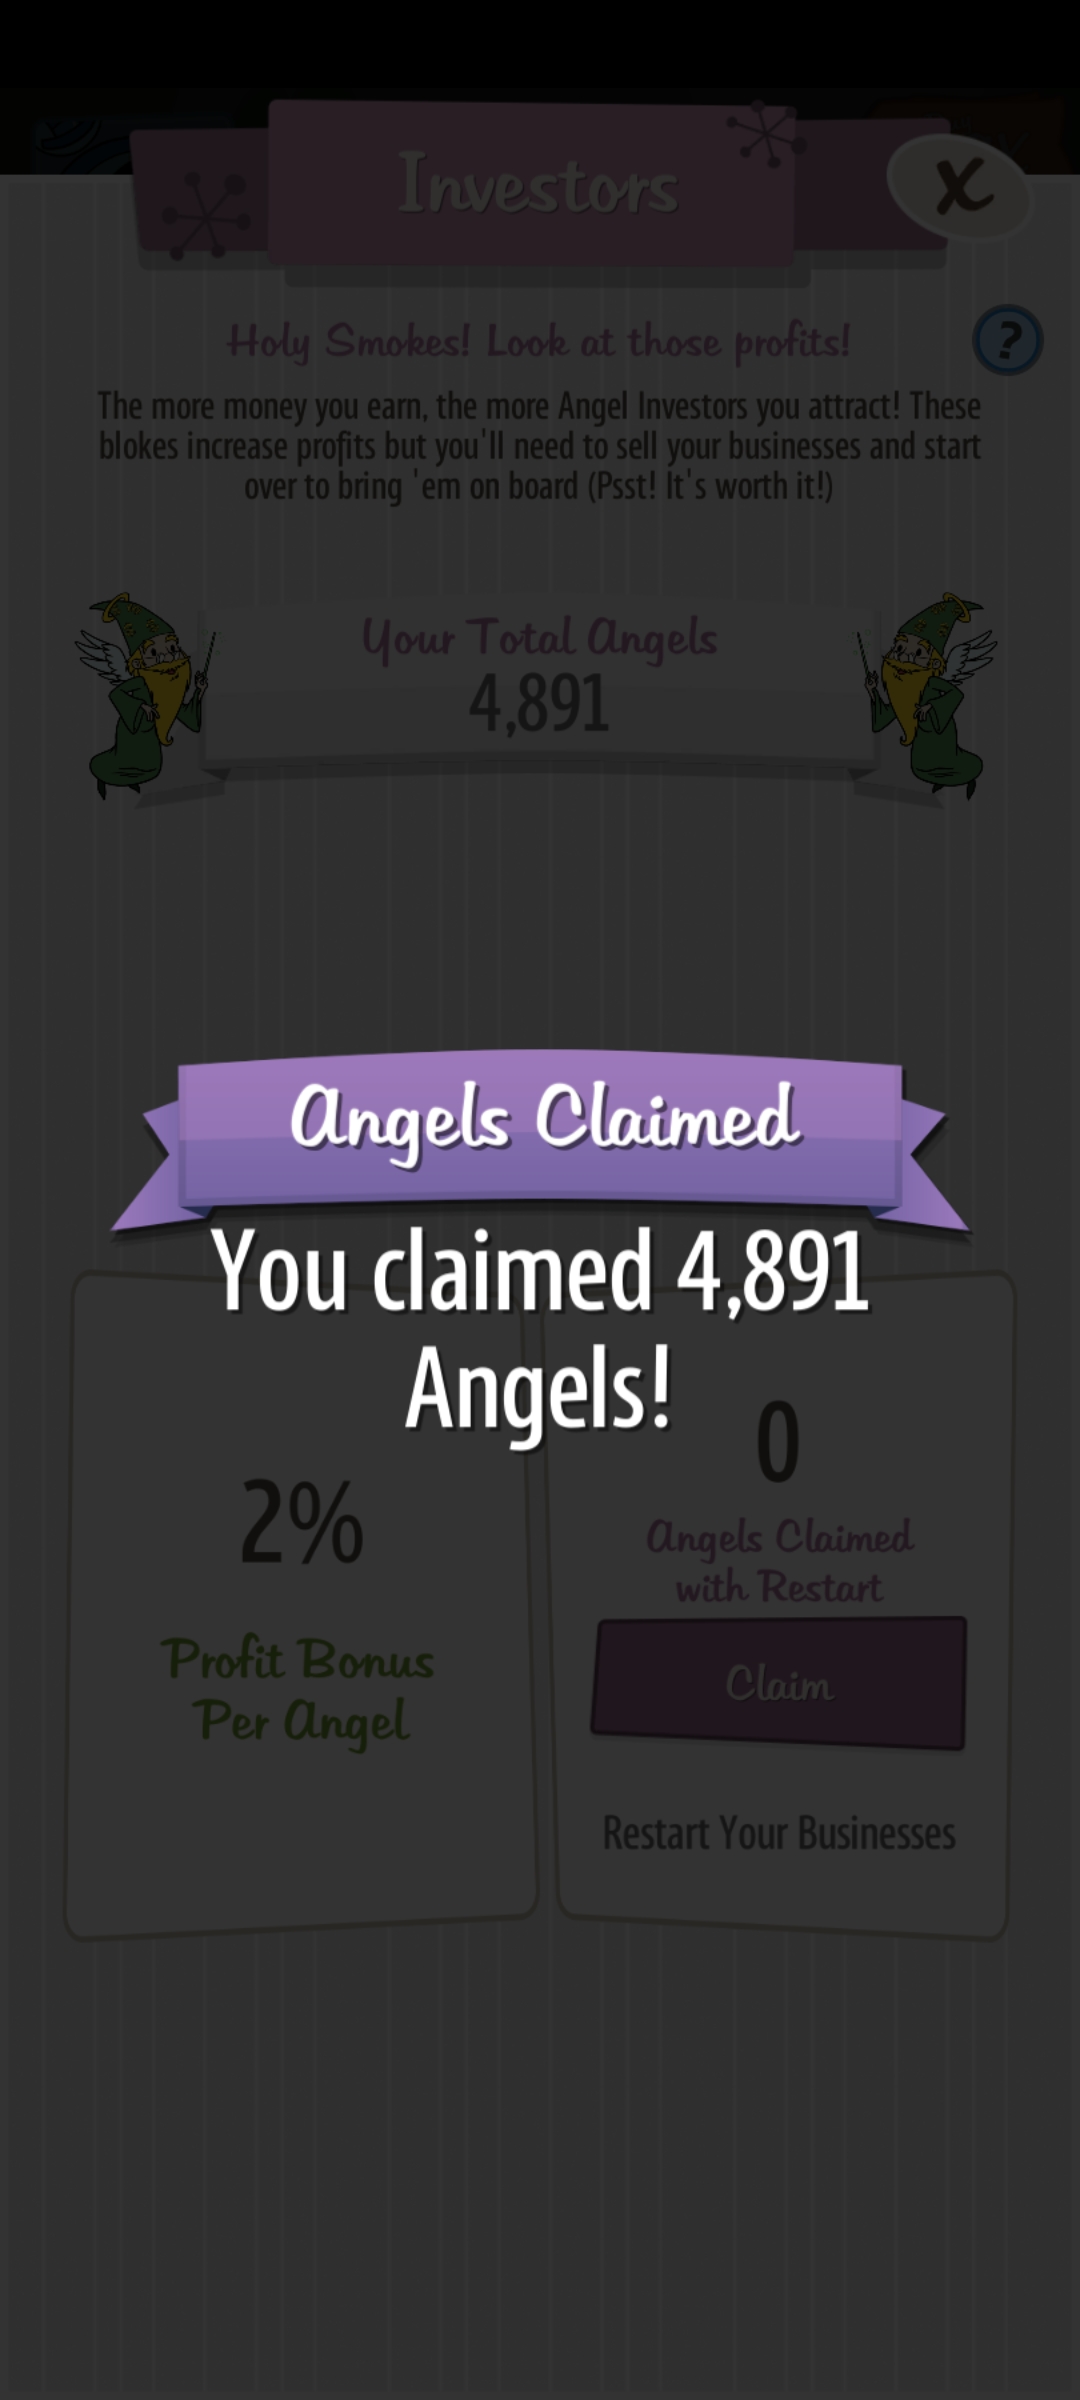 Investors
X
Holy Smokes! Look at those profits!
?
The more money you earn, the more Angel Investors you attract! These
blokes increase profits but you'll need to sell your businesses and start
over to bring 'em on board (Psst! It's worth it!)
Your Total Angels
4,891
Angels Claimed
You claimed 4,891
Angels!
2%
Profit Bonus
Per Angel
0
Angels Claimed
with Restart
Claim
Restart Your Businesses